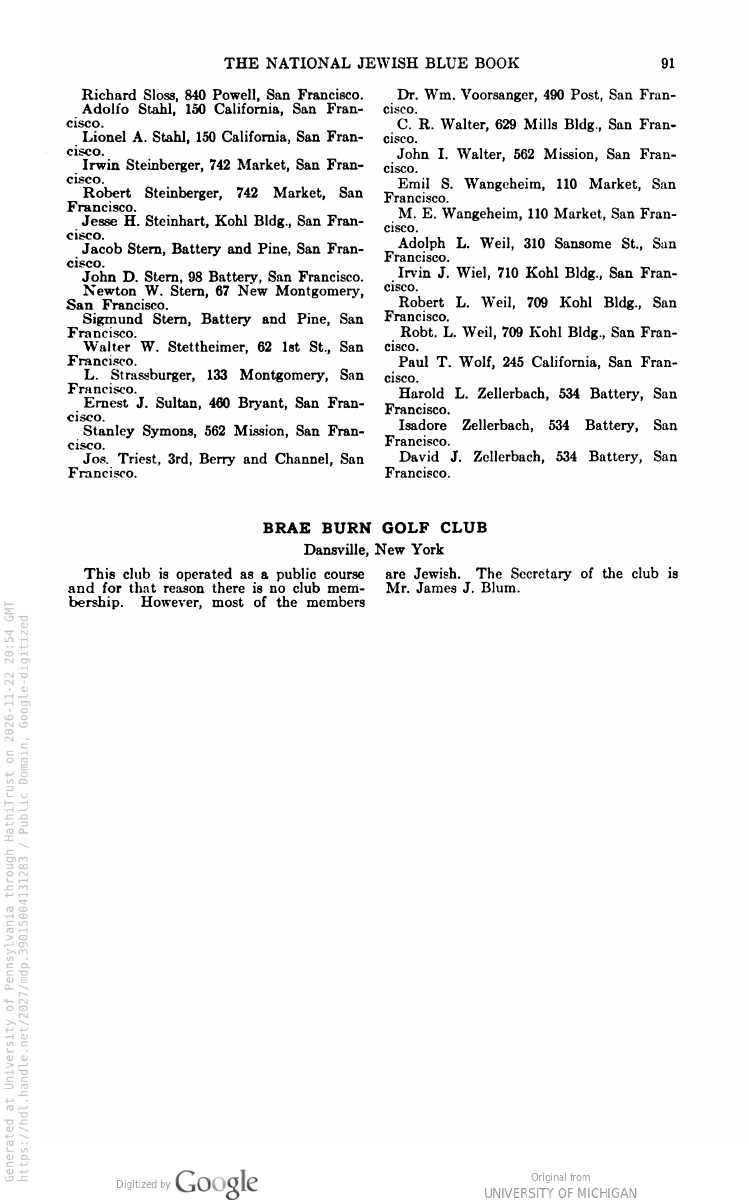 THE NATIONAL JEWISH BLUE BOOK 91
Richard Sloss, 840 Powell, San Francisco.
Adolfo Stahl, 150 California, San Fran-
cisco.
Lionel A. Stahl, 150 California, San Fran-
cisco.
Irwin Steinberger, 742 Market, San Fran-
cisco.
Robert Steinberger, 742 Market, San
Francisco.
Jesse H. Steinhart, Kohl Bldg., San Fran-
cisco.
Jacob Stern, Battery and Pine, San Fran-
cisco.
John D. Stern, 98 Battery, San Francisco.
Newton W. Stern, 67 New Montgomery,
San Francisco.
Sigmund Stern, Battery and Pine, San
Francisco.
Walter W. Stettheimer, 62 1st St., San
Francisco.
L. Strassburger, 133 Montgomery, San
Francisco.
Ernest J. Sultan, 460 Bryant, San Fran-
cisco.
Stanley Symons, 562 Mission, San Fran-
cisco.
Jos. Triest, 3rd, Berry and Channel, San
Francisco.
Dr. Wm. Voorsanger, 490 Post, San Fran-
cisco.
C. R. Walter, 629 Mills Bldg., San Fran-
cisco.
John I. Walter, 562 Mission, San Fran-
cisco.
Emil S. Wangeheim, 110 Market, San
Francisco.
M. E. Wangeheim, 110 Market, San Fran-
cisco.
Adolph L. Weil, 310 Sansome St., San
Francisco.
Irvin J. Wiel, 710 Kohl Bldg., San Fran-
cisco.
Robert L. Weil, 709 Kohl Bldg., San
Francisco.
Robt. L. Weil, 709 Kohl Bldg., San Fran-
cisco.
Paul T. Wolf, 245 California, San Fran-
cisco.
Harold L. Zellerbach, 534 Battery, San
Francisco.
Isadore Zellerbach, 534 Battery, San
Francisco.
David J. Zellerbach, 534 Battery, San
Francisco.
BRAE BURN GOLF CLUB
Dansville, New York
This club is operated as a public course
and for that reason there is no club mem-
bership. However, most of the members
are Jewish. The Secretary of the club is
Mr. James J. Blum.
Generated at University of Pennsylvania through HathiTrust on 2026-11-22 20:54 GMT
https://hdl.handle.net/2027/mdp.39015004131283 / Public Domain, Google-digitized
Digitized by Google
Original from
UNIVERSITY OF MICHIGAN